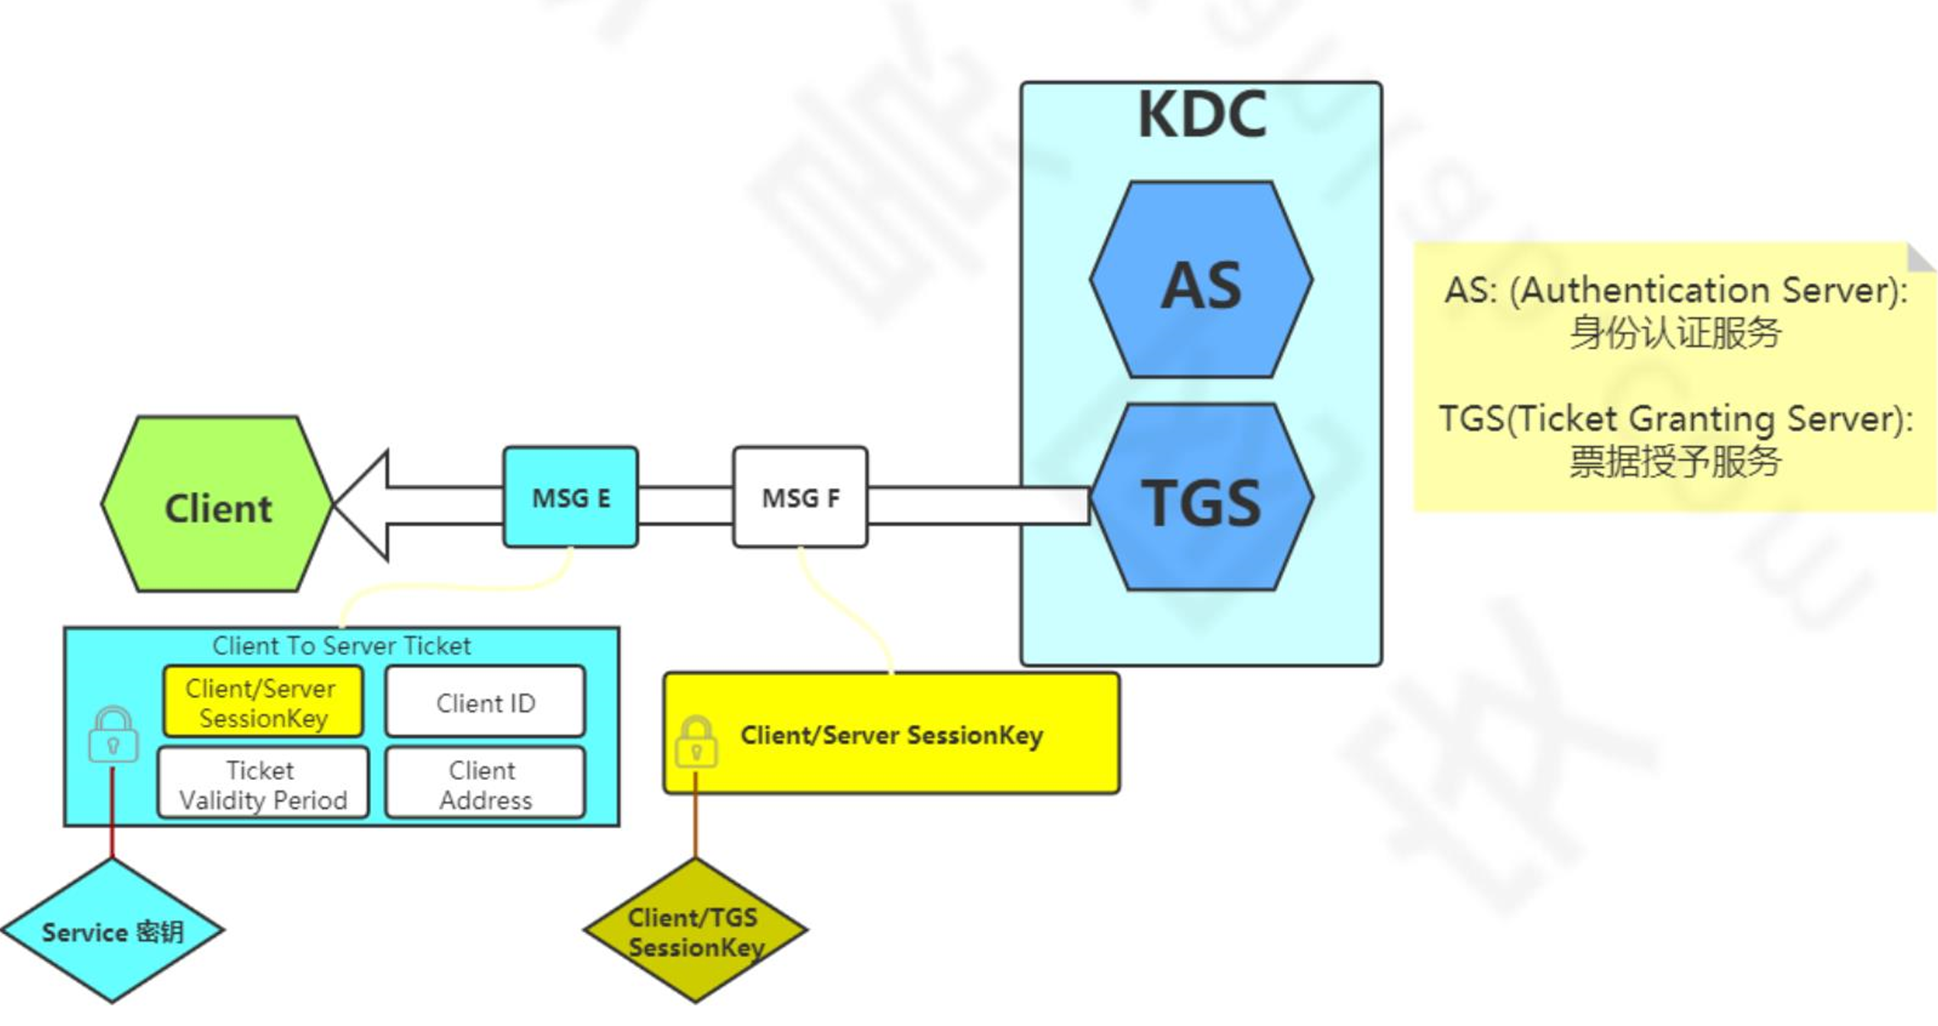 KDC
AS
AS: (Authentication Server):
身份认证服务
TGS(Ticket Granting Server):
票据授予服务
Client
MSG E
MSG F
TGS
Client To Server Ticket
Client/Server
SessionKey
Client ID
Ticket
Validity Period
Client
Address
Client/Server SessionKey
Service 密钥
Client/TGS
SessionKey